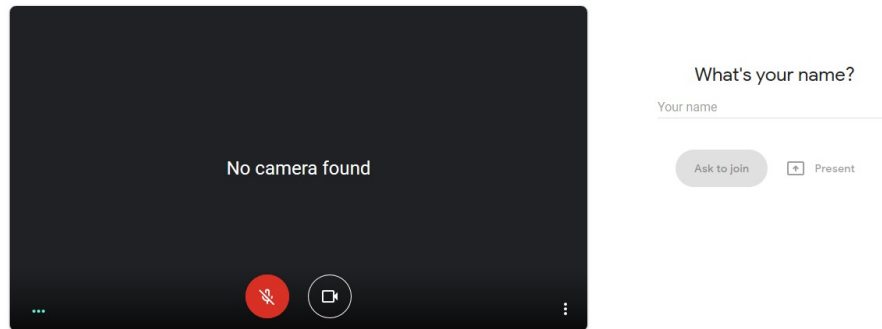 No camera found
What's your name?
Your name
Ask to join
Present